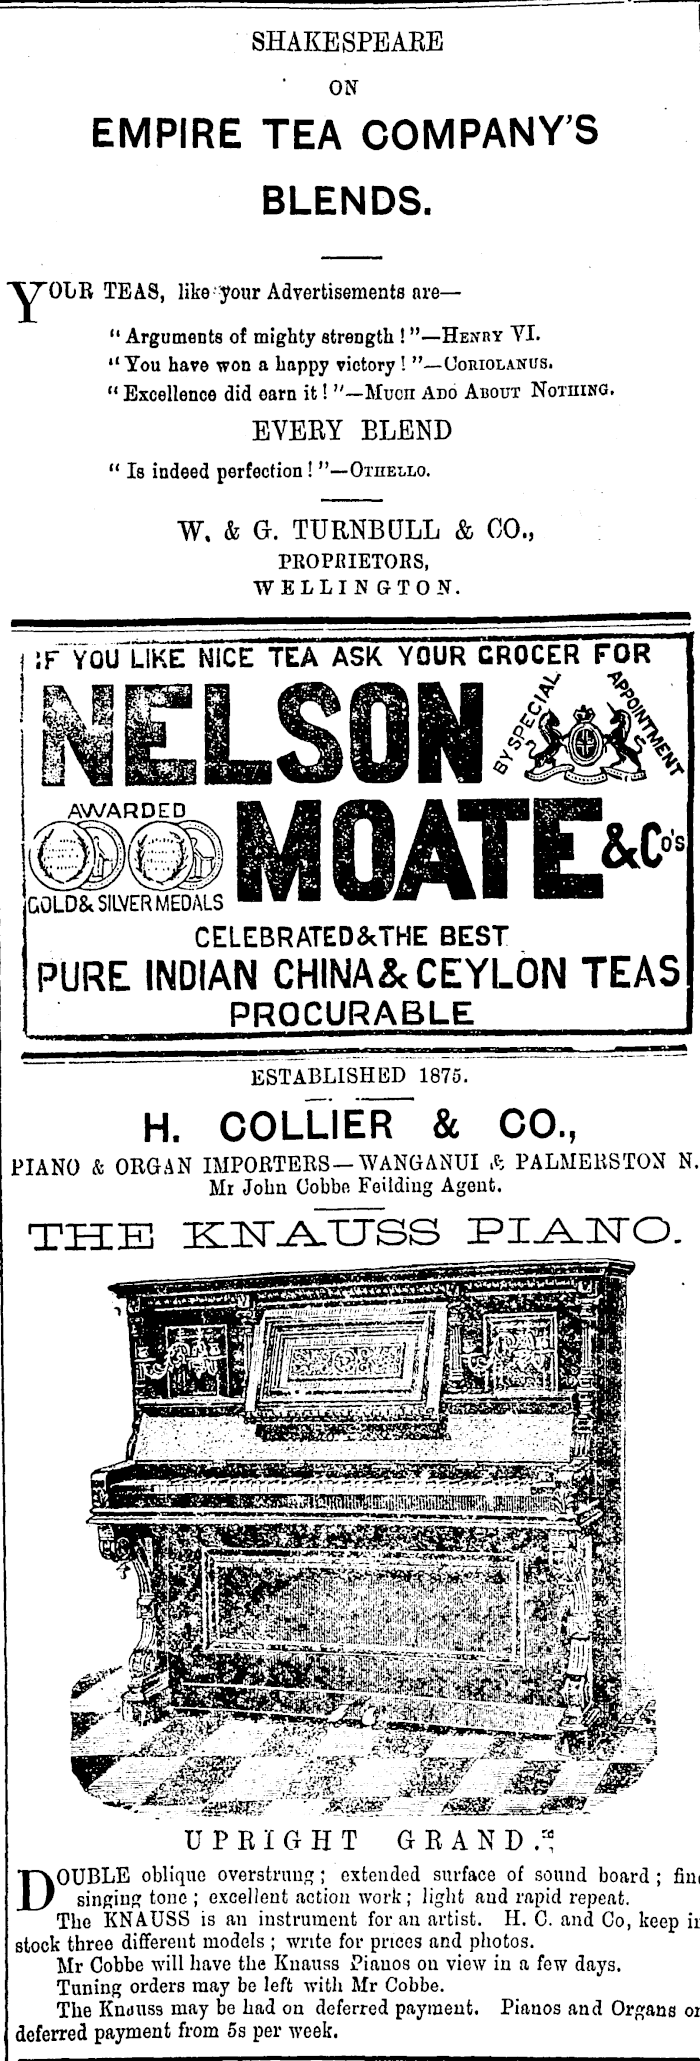 SHAKESPEARE
ON
EMPIRE TEA COMPANY'S
BLENDS.
YOUR TEAS, like your Advertisements are—
"Arguments of mighty strength!"—HENRY VI.
"You have won a happy victory!"—CORIOLANUS.
"Excellence did earn it!"—MUCH ADO ABOUT NOTHING.
EVERY BLEND
"Is indeed perfection!"—OTHELLO.
W. & G. TURNBULL & CO.,
PROPRIETORS,
WELLINGTON.
IF YOU LIKE NICE TEA ASK YOUR GROCER FOR
NELSON
BY SPECIAL APPOINTMENT
AWARDED
MOATE & Co's
GOLD & SILVER MEDALS
CELEBRATED & THE BEST
PURE INDIAN CHINA & CEYLON TEAS
PROCURABLE
ESTABLISHED 1875.
H. COLLIER & CO.,
PIANO & ORGAN IMPORTERS—WANGANUI & PALMERSTON N.
Mr John Cobbe Feilding Agent.
THE KNAUSS PIANO.
UPRIGHT GRAND.
DOUBLE oblique overstrung; extended surface of sound board; fine
singing tone; excellent action work; light and rapid repeat.
The KNAUSS is an instrument for an artist. H. C. and Co, keep in
stock three different models; write for prices and photos.
Mr Cobbe will have the Knauss Pianos on view in a few days.
Tuning orders may be left with Mr Cobbe.
The Knauss may be had on deferred payment. Pianos and Organs on
deferred payment from 5s per week.